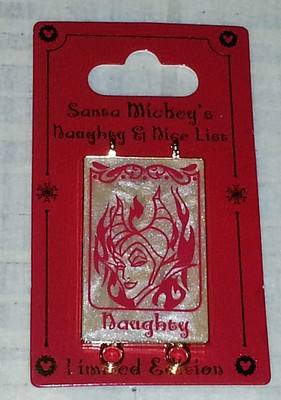 Santa Mickey's
Naughty & Nice List
Naughty
Limited Edition